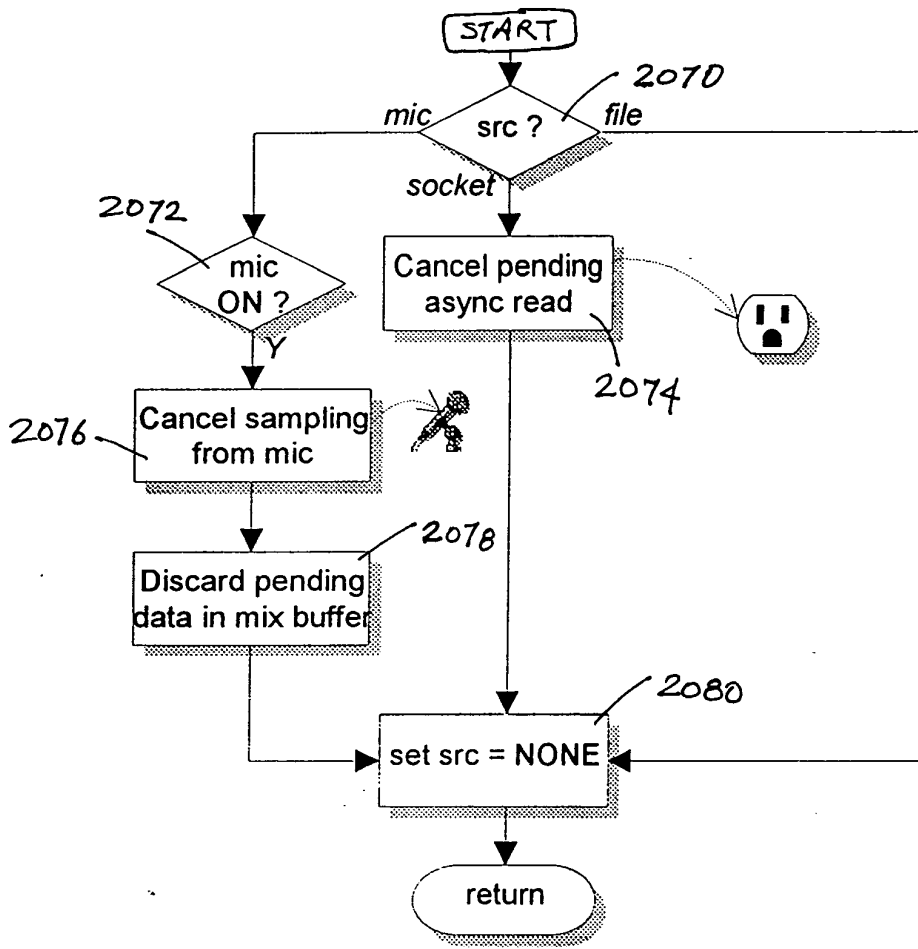 START
2070
mic
src ?
file
socket
2072
mic
ON ?
Cancel pending
async read
Y
2074
Cancel sampling
from mic
2076
2078
Discard pending
data in mix buffer
2080
set src = NONE
return